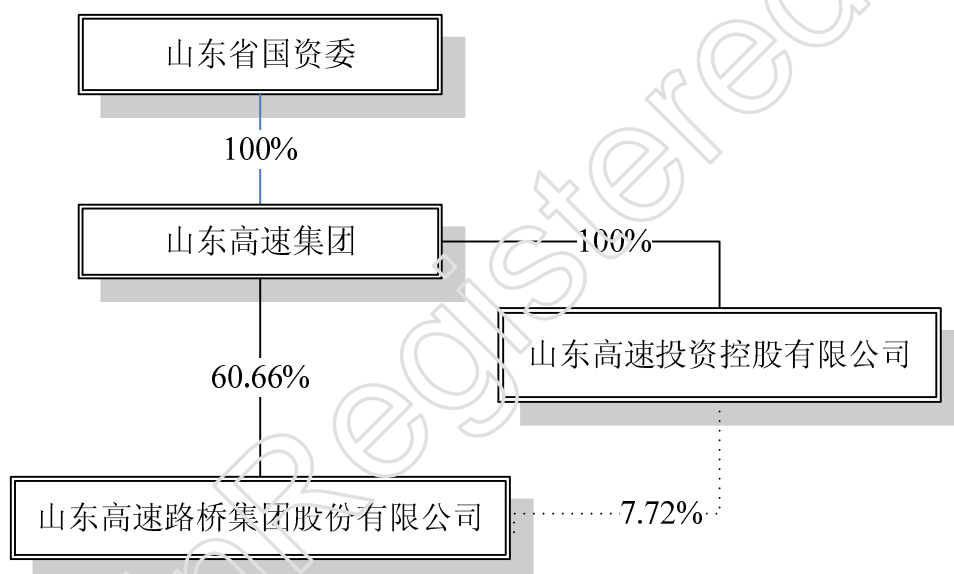 山东省国资委
100%
山东高速集团
100%
山东高速投资控股有限公司
60.66%
山东高速路桥集团股份有限公司
7.72%
nRegistered